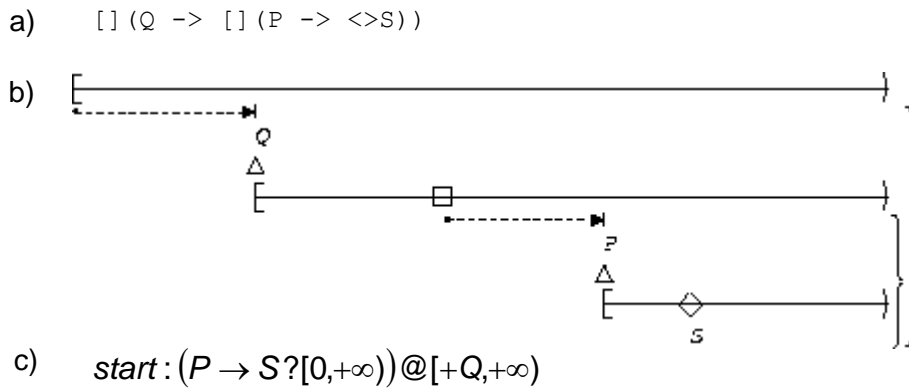 a) [](Q -> [](P -> <>S))
b)
Q
P
S
c) start : (P → S?[0,+∞))@[+Q,+∞)